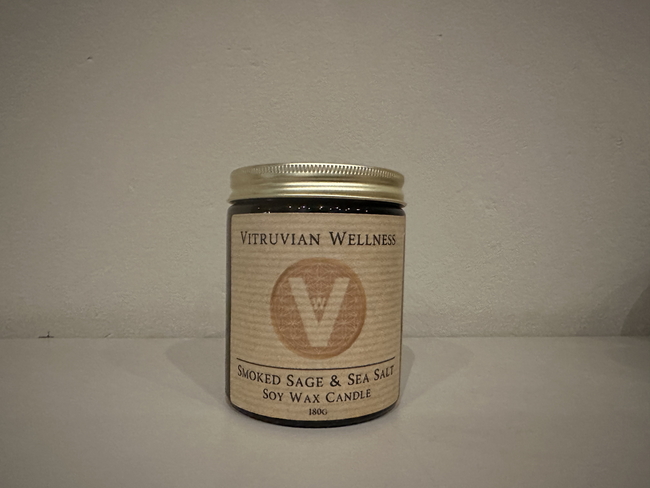 Vitruvian Wellness
V
W
Smoked Sage & Sea Salt
Soy Wax Candle
180g